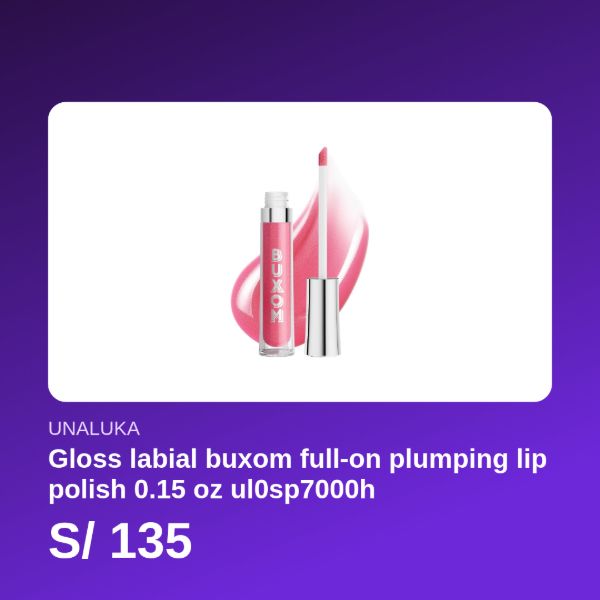 BUXOM
UNALUKA
Gloss labial buxom full-on plumping lip
polish 0.15 oz ul0sp7000h
S/ 135